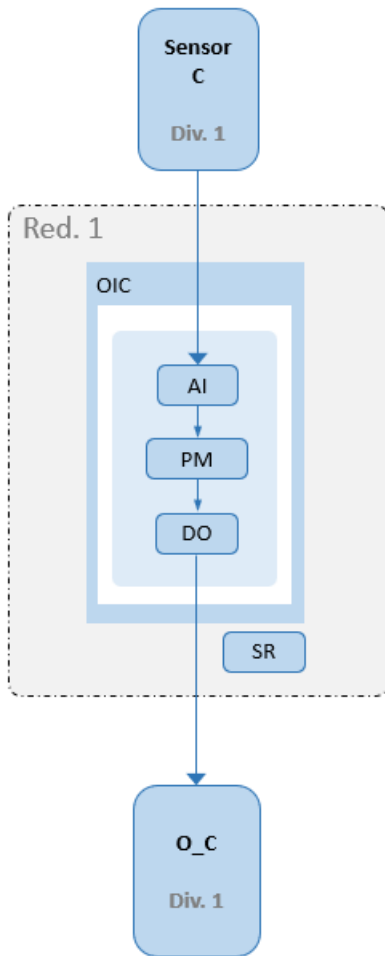 Sensor
C
Div. 1
Red. 1
OIC
AI
PM
DO
SR
O_C
Div. 1